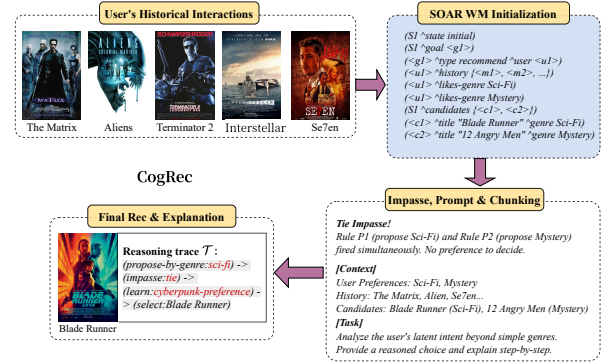 User's Historical Interactions
The Matrix
Aliens
Terminator 2
Interstellar
Se7en
SOAR WM Initialization
(SI ^state initial)
(SI ^goal <g1>)
(<g1> ^type recommend ^user <u1>)
(<u1> ^history {<m1>, <m2>, ...})
(<u1> ^likes-genre Sci-Fi)
(<u1> ^likes-genre Mystery)
(SI ^candidates {<c1>, <c2>})
(<c1> ^title "Blade Runner" ^genre Sci-Fi)
(<c2> ^title "12 Angry Men" ^genre Mystery)
CogRec
Impasse, Prompt & Chunking
Tie Impasse!
Rule P1 (propose Sci-Fi) and Rule P2 (propose Mystery)
fired simultaneously. No preference to decide.
[Context]
User Preferences: Sci-Fi, Mystery
History: The Matrix, Alien, Se7en...
Candidates: Blade Runner (Sci-Fi), 12 Angry Men (Mystery)
[Task]
Analyze the user's latent intent beyond simple genres.
Provide a reasoned choice and explain step-by-step.
Final Rec & Explanation
BLADE
RUNNER
Blade Runner
Reasoning trace 𝒯 :
(propose-by-genre:sci-fi) ->
(impasse:tie) ->
(learn:cyberpunk-preference) -
> (select:Blade Runner)